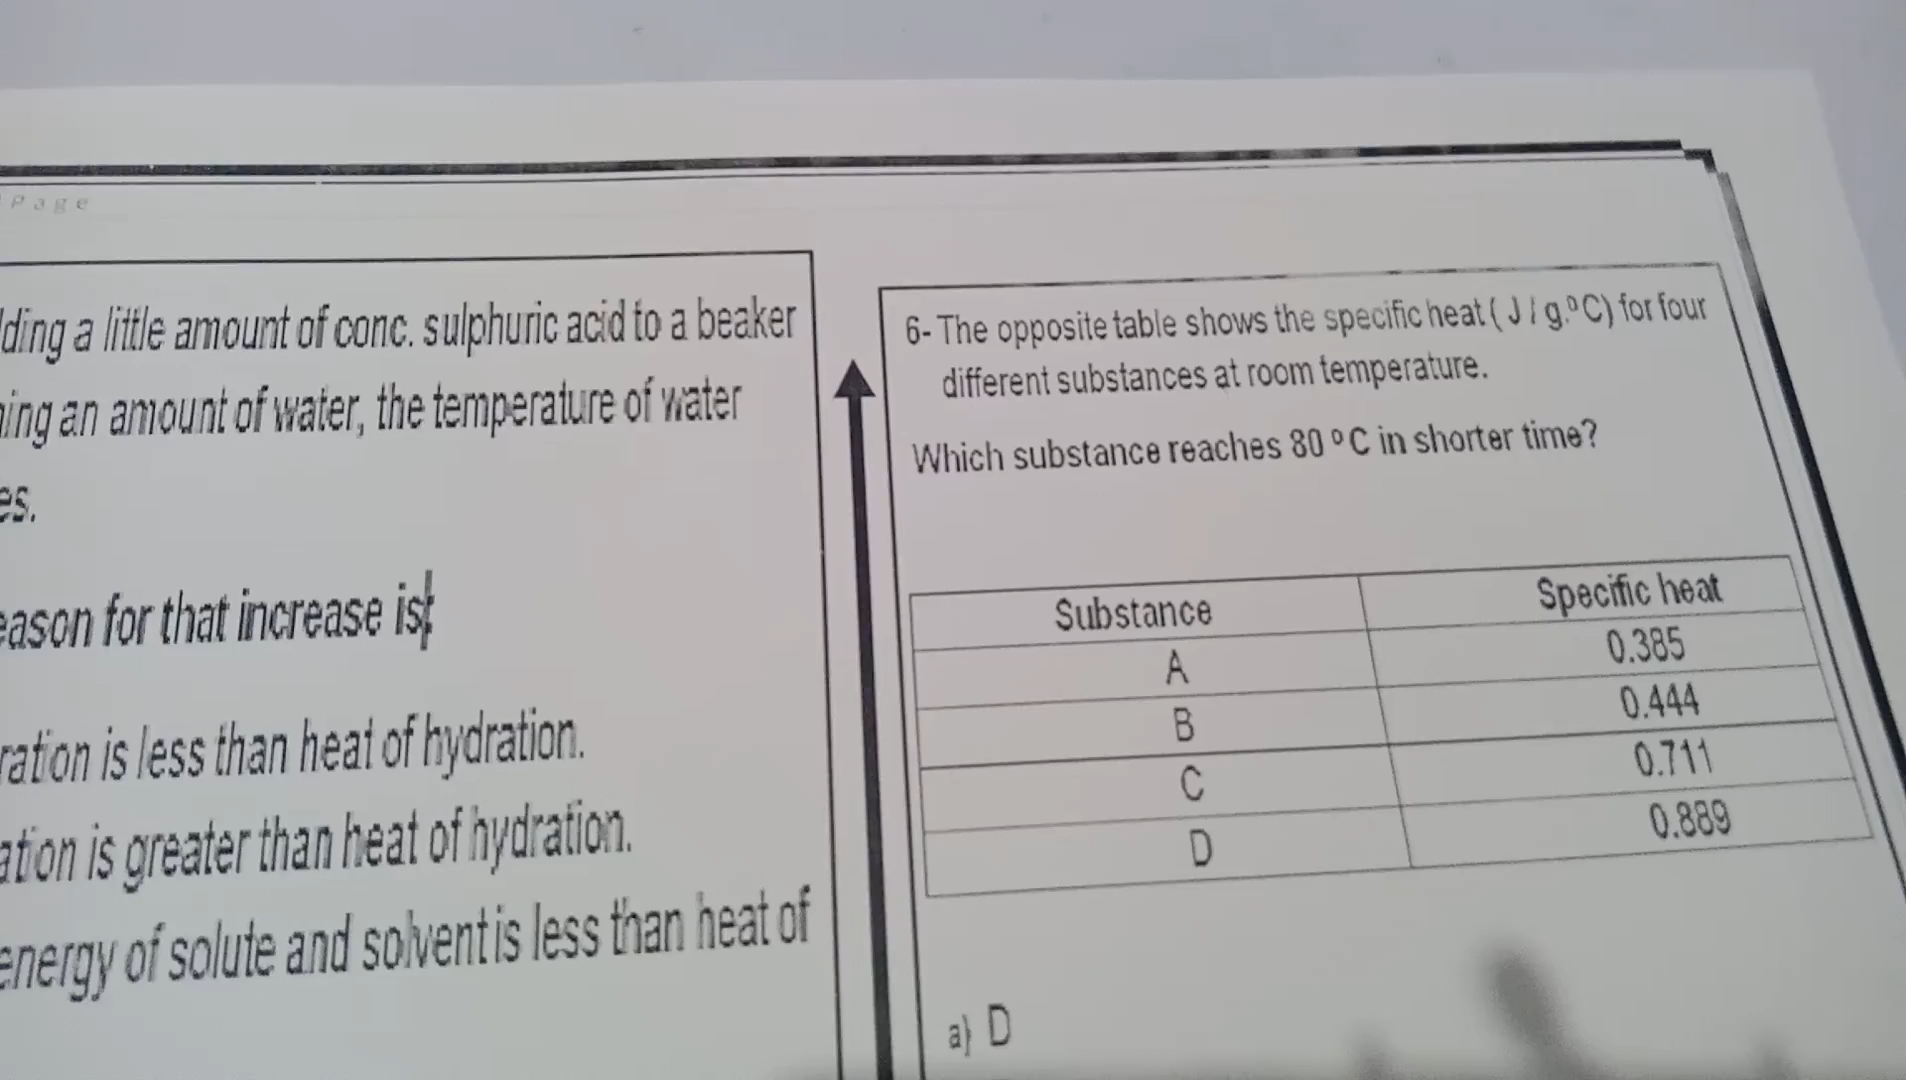 Page
ding a little amount of conc. sulphuric acid to a beaker
ing an amount of water, the temperature of water
es.
eason for that increase is:
ration is less than heat of hydration.
ation is greater than heat of hydration.
energy of solute and solvent is less than heat of
6- The opposite table shows the specific heat ( J / g.ºC) for four
different substances at room temperature.
Which substance reaches 80 ºC in shorter time?
Substance Specific heat
A 0.385
B 0.444
C 0.711
D 0.889
a) D